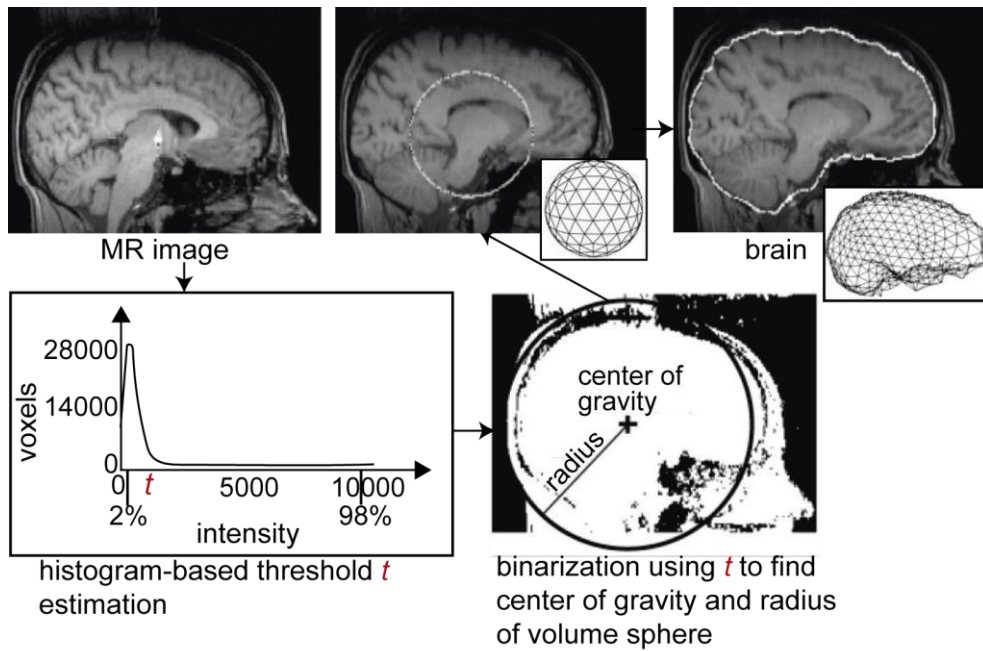 MR image
brain
28000
14000
0
voxels
0
t
5000
10000
2%
98%
intensity
histogram-based threshold t
estimation
center of
gravity
radius
binarization using t to find
center of gravity and radius
of volume sphere